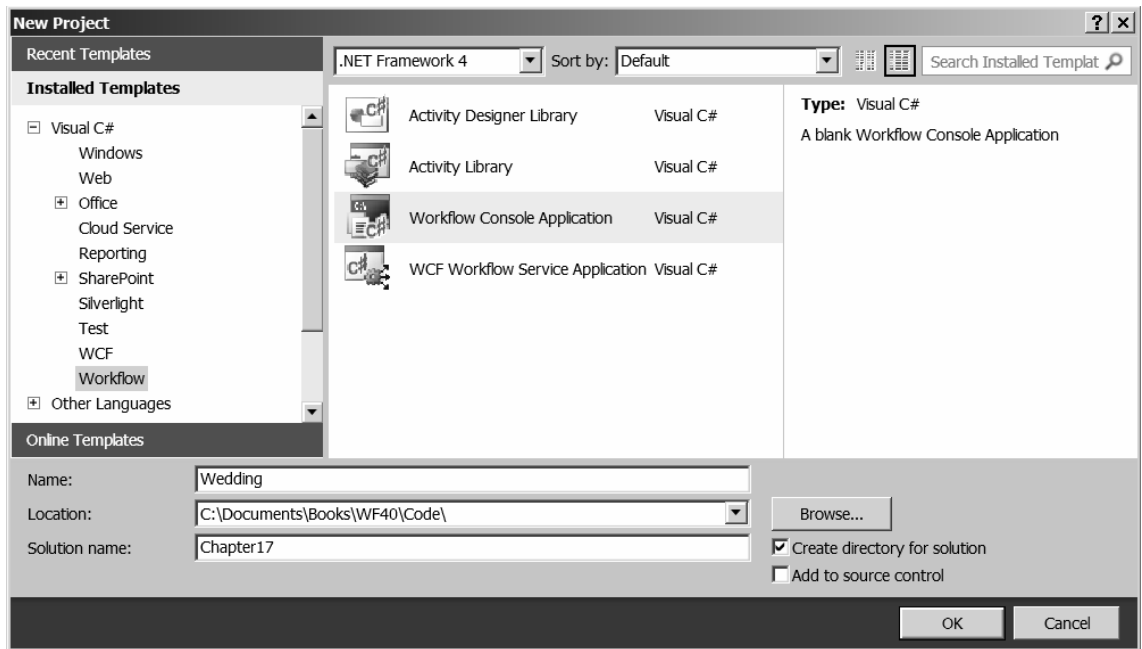 New Project
Recent Templates
Installed Templates
Visual C#
Windows
Web
Office
Cloud Service
Reporting
SharePoint
Silverlight
Test
WCF
Workflow
Other Languages
Online Templates
.NET Framework 4
Sort by: Default
Search Installed Templat
Activity Designer Library Visual C#
Activity Library Visual C#
Workflow Console Application Visual C#
WCF Workflow Service Application Visual C#
Type: Visual C#
A blank Workflow Console Application
Name: Wedding
Location: C:\Documents\Books\WF40\Code\
Browse...
Solution name: Chapter17
Create directory for solution
Add to source control
OK
Cancel